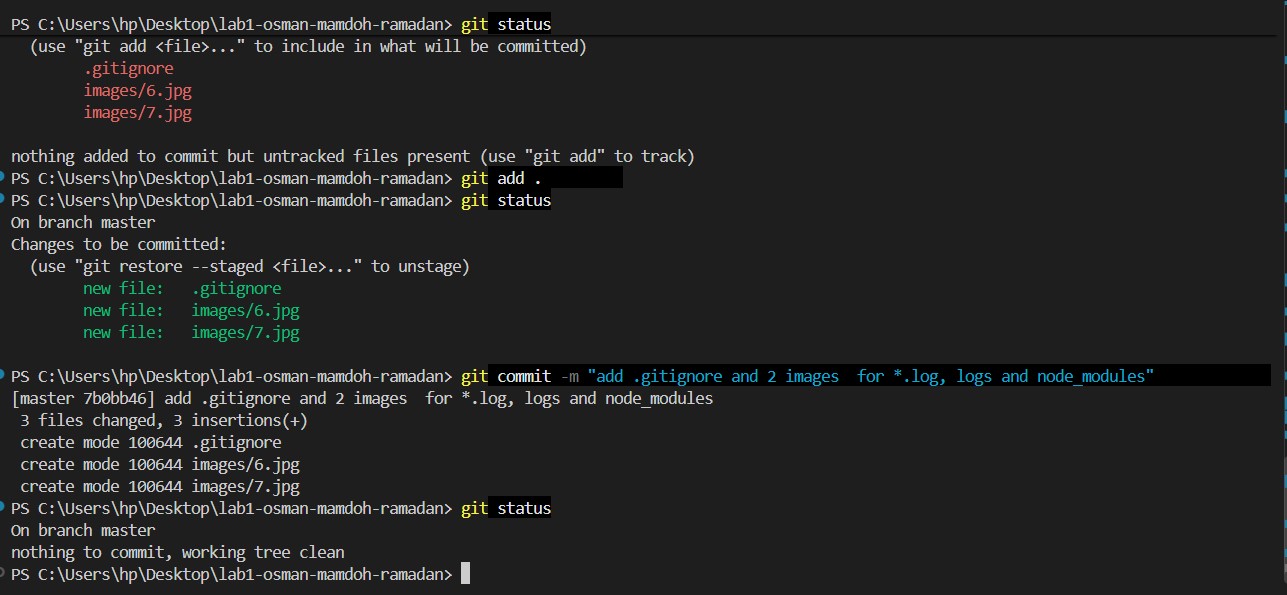 PS C:\Users\hp\Desktop\lab1-osman-mamdoh-ramadan> git status
  (use "git add <file>..." to include in what will be committed)
        .gitignore
        images/6.jpg
        images/7.jpg

nothing added to commit but untracked files present (use "git add" to track)
PS C:\Users\hp\Desktop\lab1-osman-mamdoh-ramadan> git add .
PS C:\Users\hp\Desktop\lab1-osman-mamdoh-ramadan> git status
On branch master
Changes to be committed:
  (use "git restore --staged <file>..." to unstage)
        new file:   .gitignore
        new file:   images/6.jpg
        new file:   images/7.jpg

PS C:\Users\hp\Desktop\lab1-osman-mamdoh-ramadan> git commit -m "add .gitignore and 2 images  for *.log, logs and node_modules"
[master 7b0bb46] add .gitignore and 2 images  for *.log, logs and node_modules
 3 files changed, 3 insertions(+)
 create mode 100644 .gitignore
 create mode 100644 images/6.jpg
 create mode 100644 images/7.jpg
PS C:\Users\hp\Desktop\lab1-osman-mamdoh-ramadan> git status
On branch master
nothing to commit, working tree clean
PS C:\Users\hp\Desktop\lab1-osman-mamdoh-ramadan>